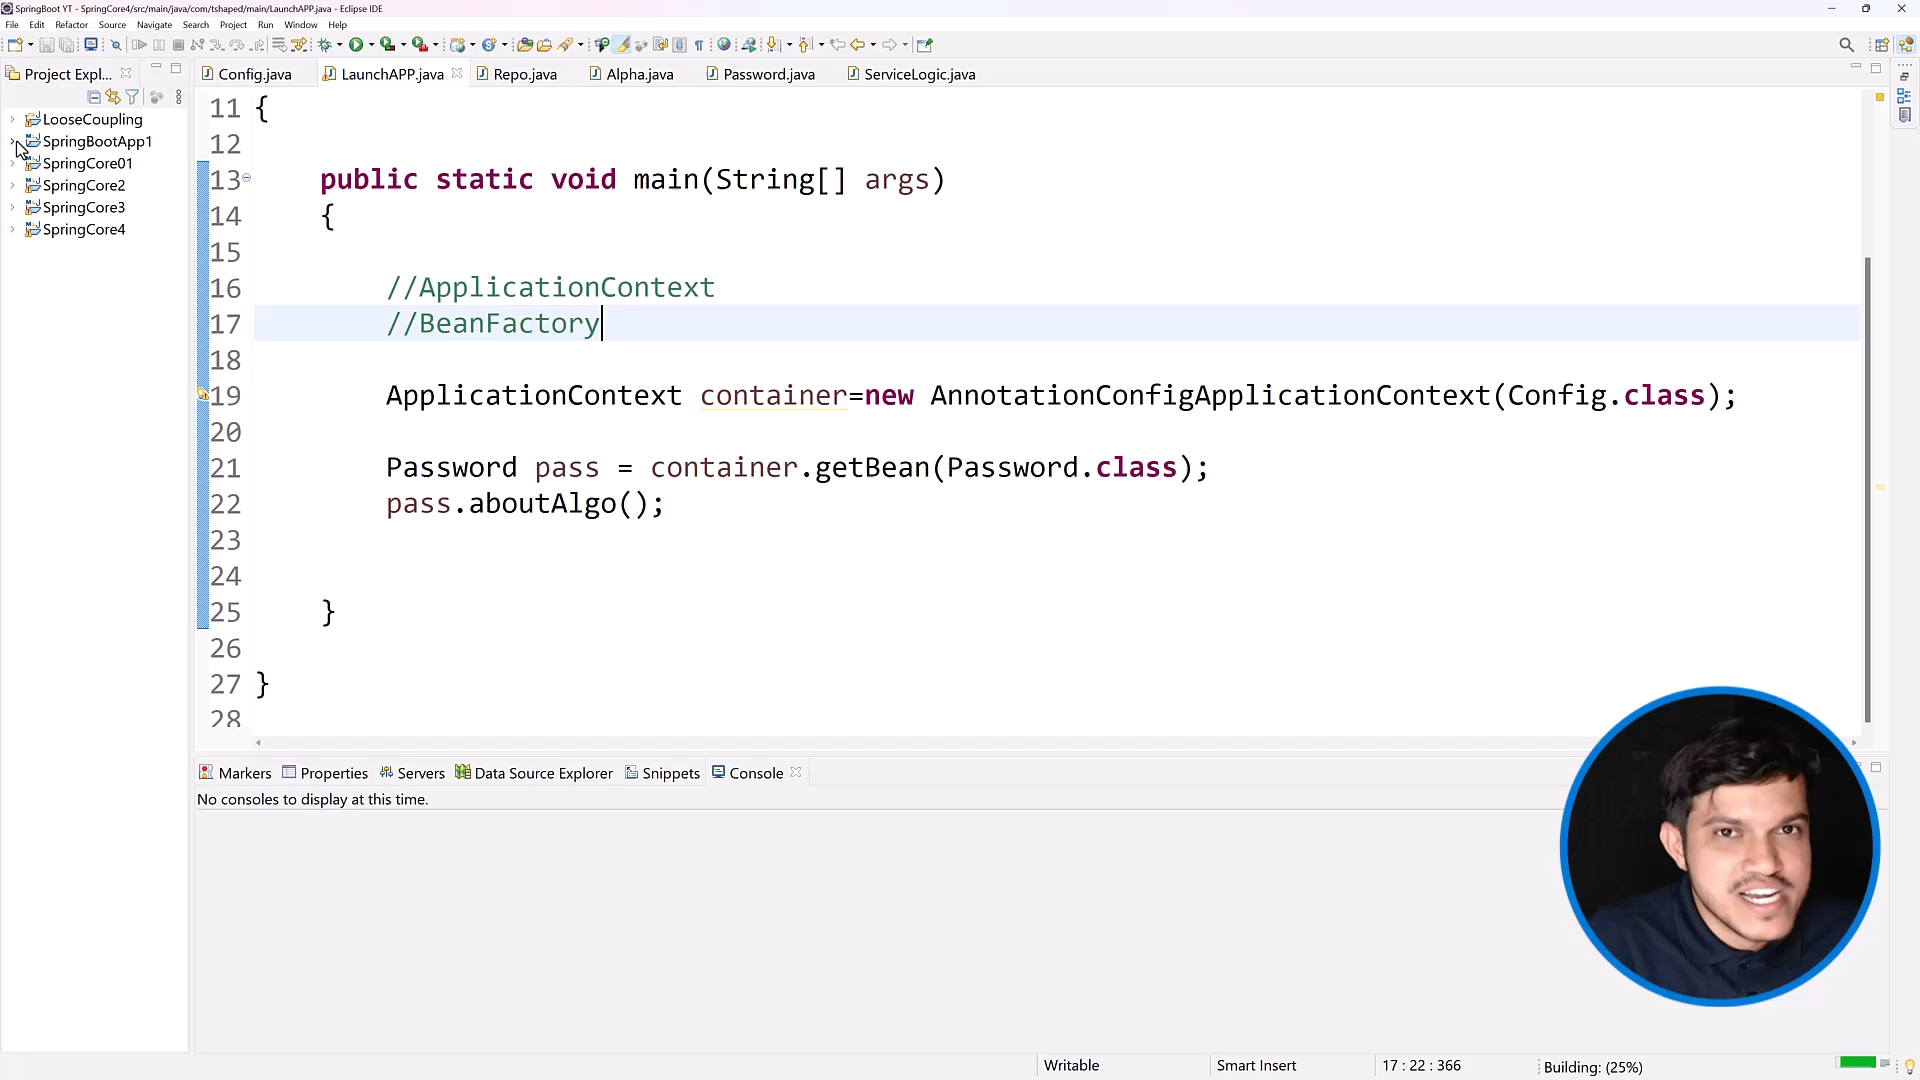 SpringBoot YT - SpringCore4/src/main/java/com/tshaped/main/LaunchAPP.java - Eclipse IDE
File Edit Refactor Source Navigate Search Project Run Window Help
Project Expl...
Config.java LaunchAPP.java Repo.java Alpha.java Password.java ServiceLogic.java
LooseCoupling
SpringBootApp1
SpringCore01
SpringCore2
SpringCore3
SpringCore4
11 {
12
13 public static void main(String[] args)
14 {
15
16 //ApplicationContext
17 //BeanFactory
18
19 ApplicationContext container=new AnnotationConfigApplicationContext(Config.class);
20
21 Password pass = container.getBean(Password.class);
22 pass.aboutAlgo();
23
24
25 }
26
27 }
28
Markers Properties Servers Data Source Explorer Snippets Console
No consoles to display at this time.
Writable Smart Insert 17 : 22 : 366 Building: (25%)